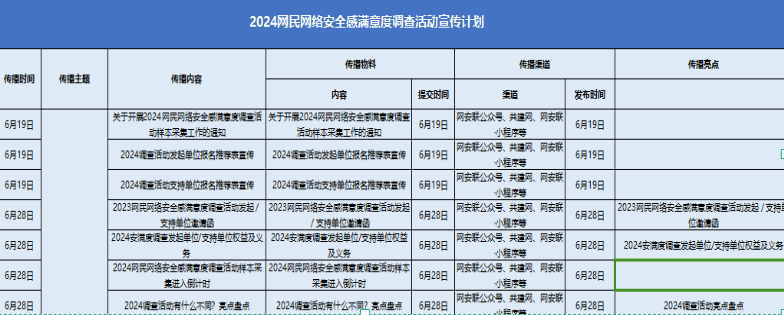 2024网民网络安全感满意度调查活动宣传计划
传播时间 传播主题 传播内容 传播物料 传播渠道 传播亮点
内容 提交时间 渠道 发布时间
6月19日 关于开展2024网民网络安全感满意度调查活 关于开展2024网民网络安全感满意度调查 6月19日 网安联公众号、共建网、网安联 6月19日
动样本采集工作的通知 活动样本采集工作的通知 小程序等
6月19日 2024调查活动发起单位报名推荐表宣传 2024调查活动发起单位报名推荐表宣传 6月19日 网安联公众号、共建网、网安联 6月19日
小程序等
6月19日 2024调查活动支持单位报名推荐表宣传 2024调查活动支持单位报名推荐表宣传 6月19日 网安联公众号、共建网、网安联 6月19日
小程序等
6月28日 2023网民网络安全感满意度调查活动发起 / 2023网民网络安全感满意度调查活动发起 6月28日 网安联公众号、共建网、网安联 6月28日 2023网民网络安全感满意度调查活动发起 / 支持单
支持单位邀请函 / 支持单位邀请函 小程序等 位邀请函
6月28日 2024安满度调查发起单位/支持单位权益及义 2024安满度调查发起单位/支持单位权益 6月28日 网安联公众号、共建网、网安联 6月28日 2024安满度调查发起单位/支持单位权益及义务
务 及义务 小程序等
6月28日 2024网民网络安全感满意度调查活动样本采 2024网民网络安全感满意度调查活动样本 6月28日 网安联公众号、共建网、网安联 6月28日
集进入倒计时 采集进入倒计时 小程序等
6月28日 2024调查活动有什么不同？亮点盘点 2024调查活动有什么不同？亮点盘点 6月28日 网安联公众号、共建网、网安联 6月28日 2024调查活动亮点盘点
小程序等